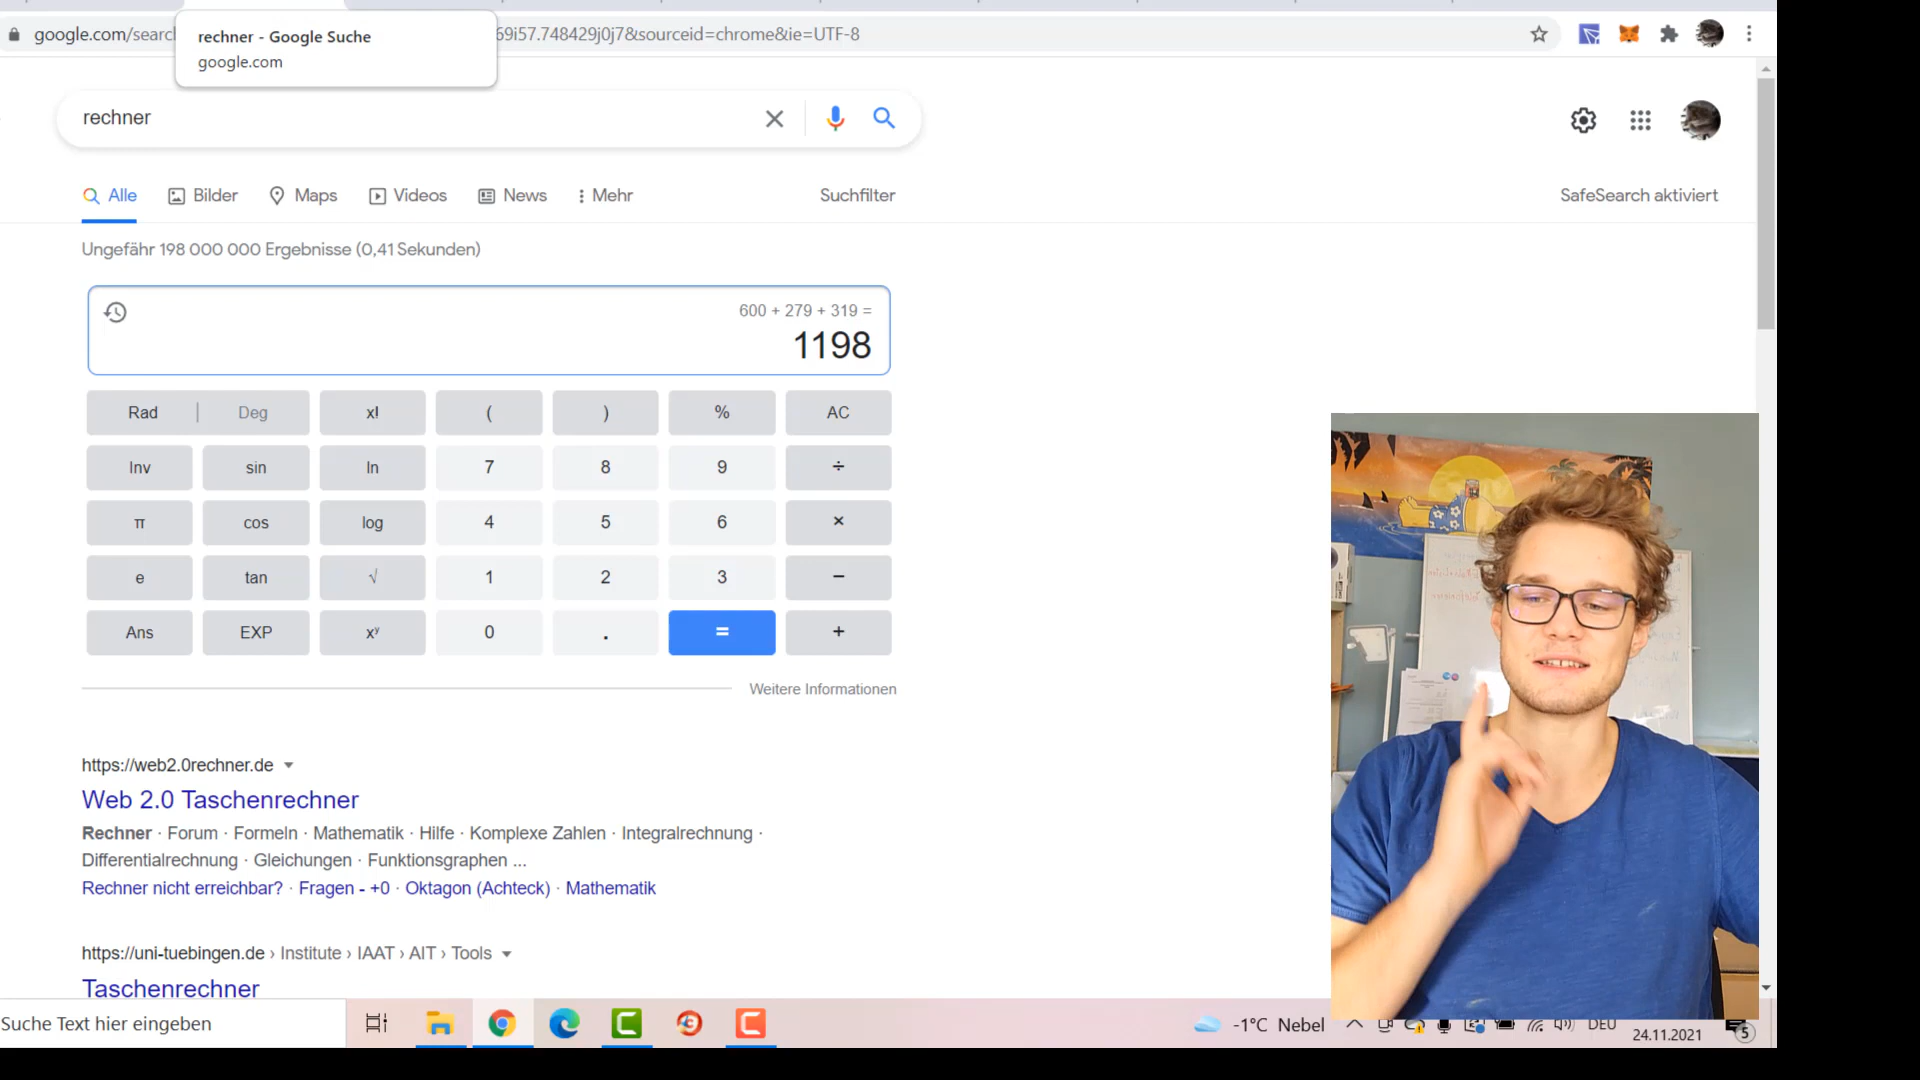 google.com/search
69i57.748429j0j7&sourceid=chrome&ie=UTF-8
rechner - Google Suche
google.com
rechner
Alle
Bilder
Maps
Videos
News
Mehr
Suchfilter
SafeSearch aktiviert
Ungefähr 198 000 000 Ergebnisse (0,41 Sekunden)
600 + 279 + 319 =
1198
Rad | Deg x! ( ) % AC
Inv sin ln 7 8 9 ÷
π cos log 4 5 6 ×
e tan √ 1 2 3 −
Ans EXP xʸ 0 . = +
Weitere Informationen
https://web2.0rechner.de
Web 2.0 Taschenrechner
Rechner · Forum · Formeln · Mathematik · Hilfe · Komplexe Zahlen · Integralrechnung ·
Differentialrechnung · Gleichungen · Funktionsgraphen ...
Rechner nicht erreichbar? · Fragen - +0 · Oktagon (Achteck) · Mathematik
https://uni-tuebingen.de › Institute › IAAT › AIT › Tools
Taschenrechner
Suche Text hier eingeben
-1°C Nebel
DEU
24.11.2021
5